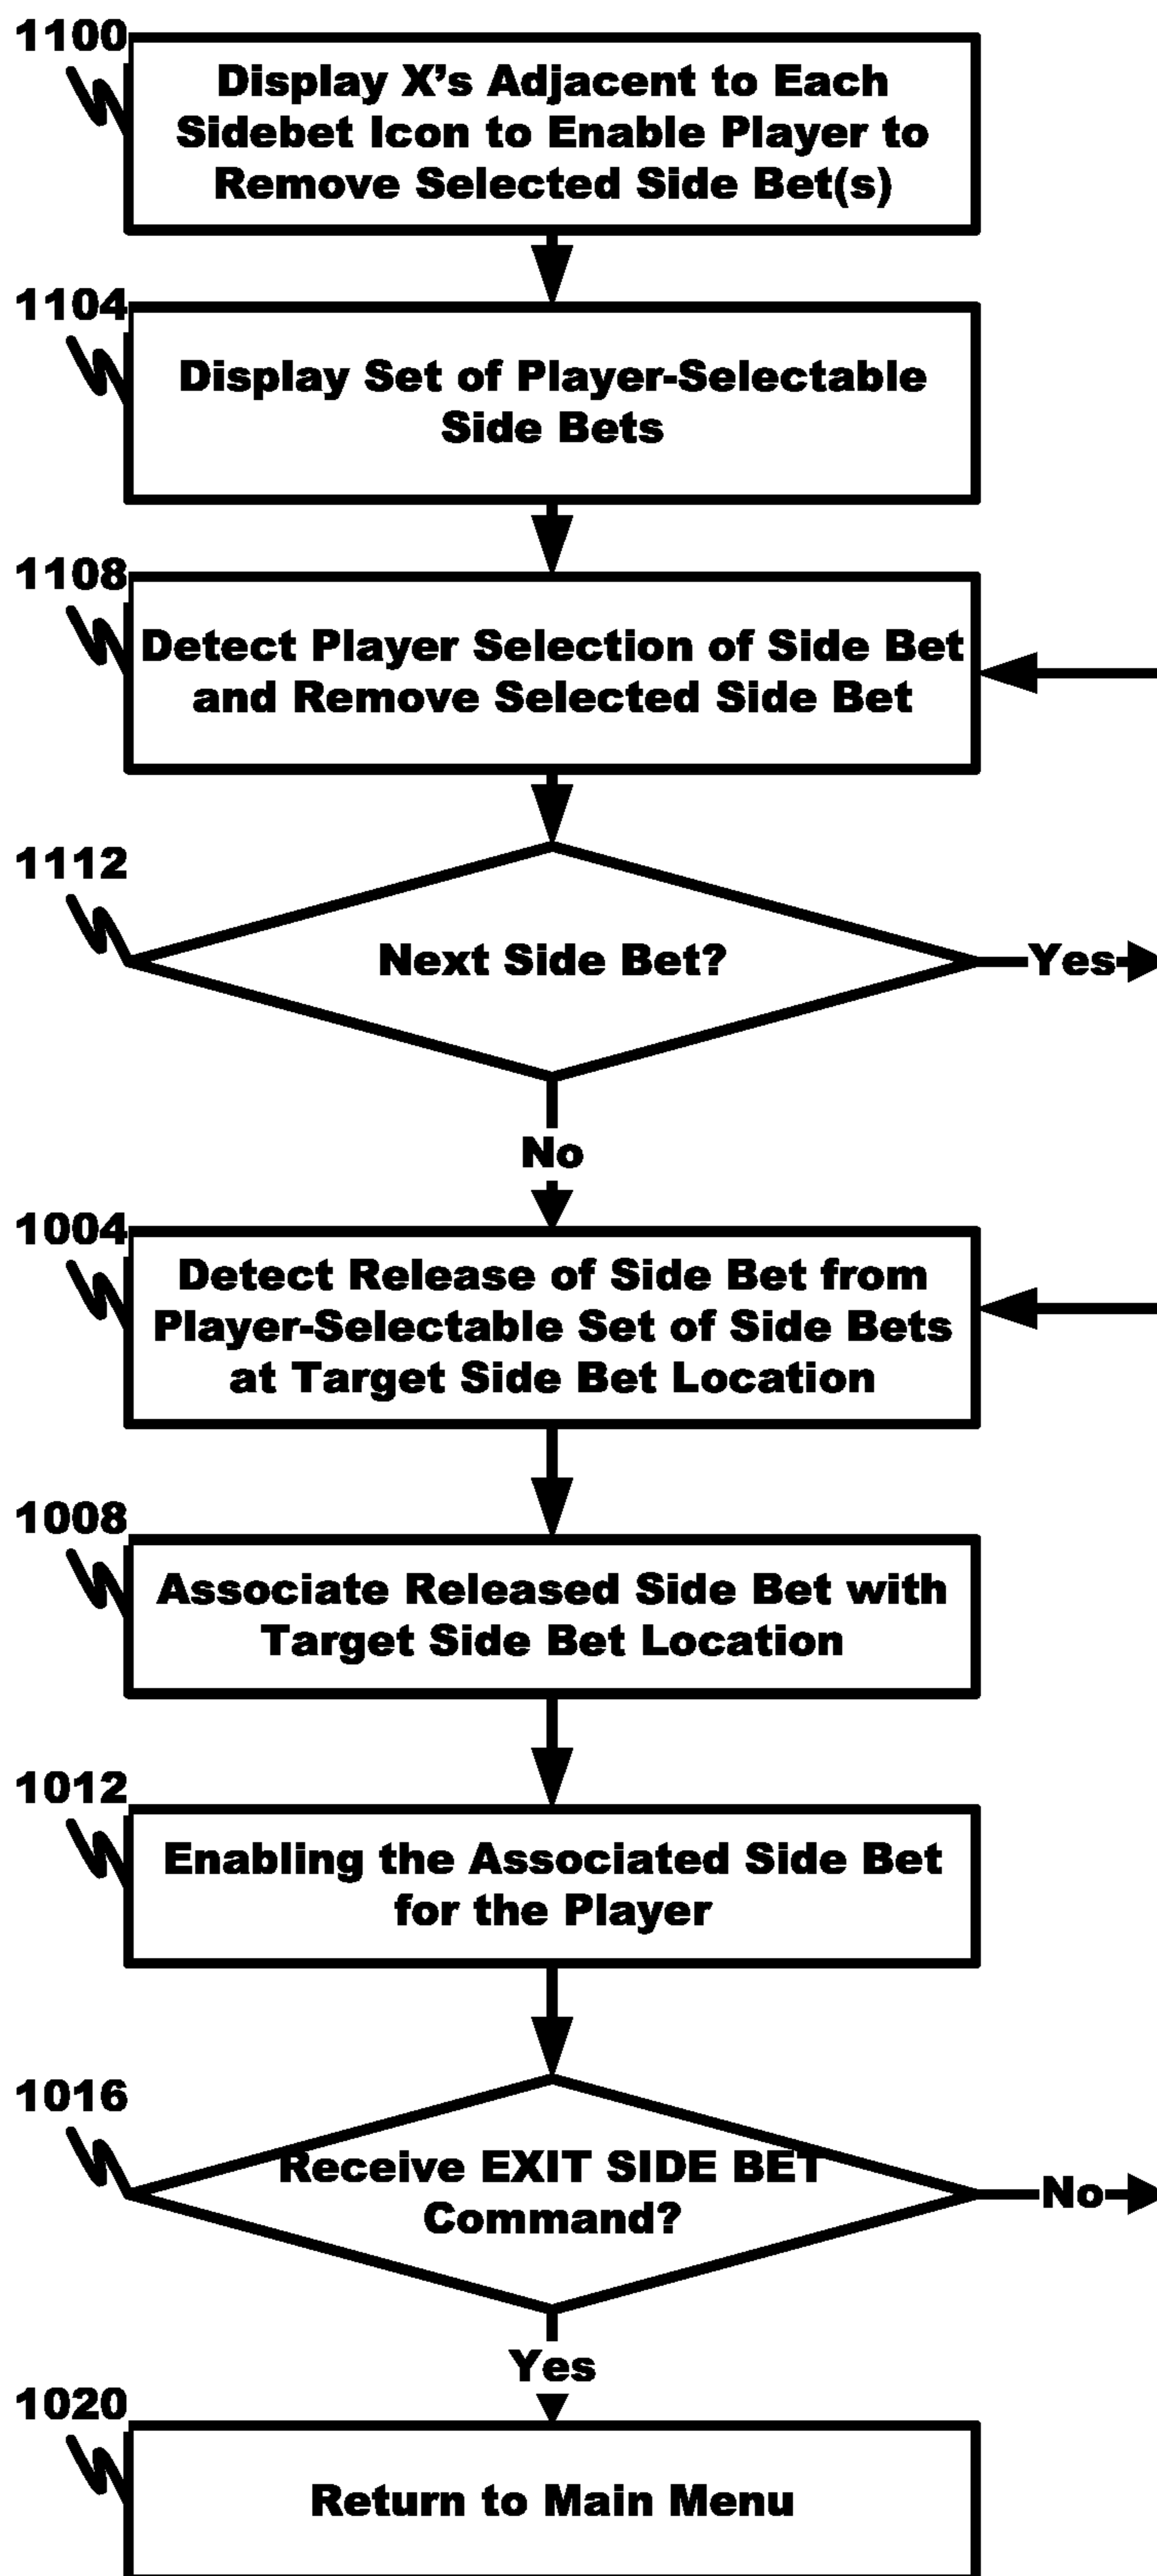 1100
Display X's Adjacent to Each
Sidebet Icon to Enable Player to
Remove Selected Side Bet(s)
1104
Display Set of Player-Selectable
Side Bets
1108
Detect Player Selection of Side Bet
and Remove Selected Side Bet
1112
Next Side Bet?
Yes
No
1004
Detect Release of Side Bet from
Player-Selectable Set of Side Bets
at Target Side Bet Location
1008
Associate Released Side Bet with
Target Side Bet Location
1012
Enabling the Associated Side Bet
for the Player
1016
Receive EXIT SIDE BET
Command?
No
Yes
1020
Return to Main Menu